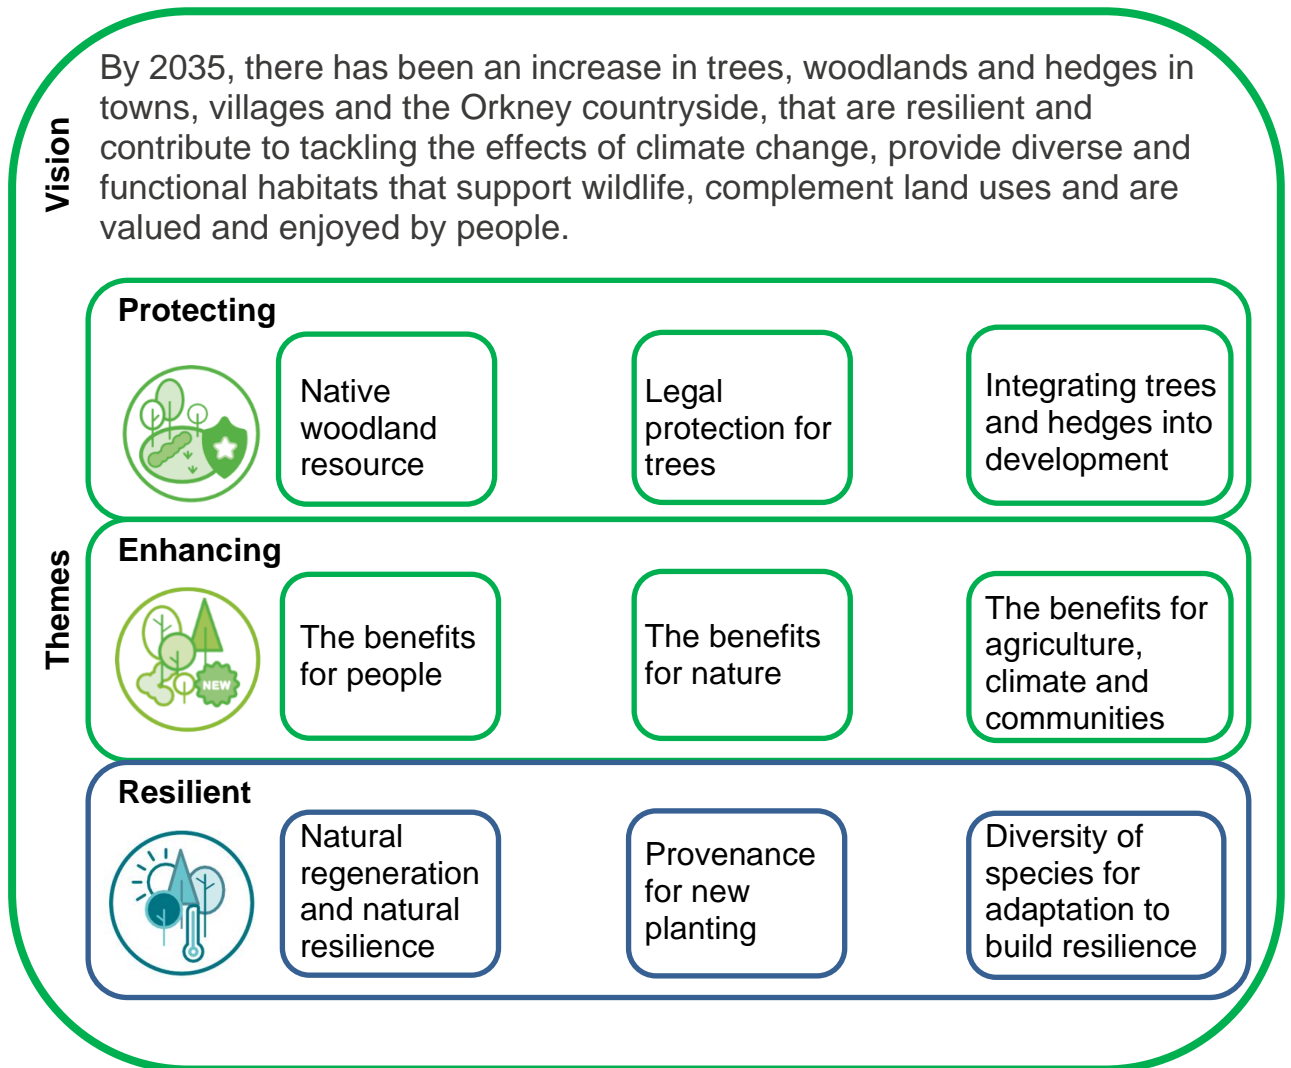 Vision
By 2035, there has been an increase in trees, woodlands and hedges in
towns, villages and the Orkney countryside, that are resilient and
contribute to tackling the effects of climate change, provide diverse and
functional habitats that support wildlife, complement land uses and are
valued and enjoyed by people.
Themes
Protecting
Native
woodland
resource
Legal
protection for
trees
Integrating trees
and hedges into
development
Enhancing
NEW
The benefits
for people
The benefits
for nature
The benefits for
agriculture,
climate and
communities
Resilient
Natural
regeneration
and natural
resilience
Provenance
for new
planting
Diversity of
species for
adaptation to
build resilience